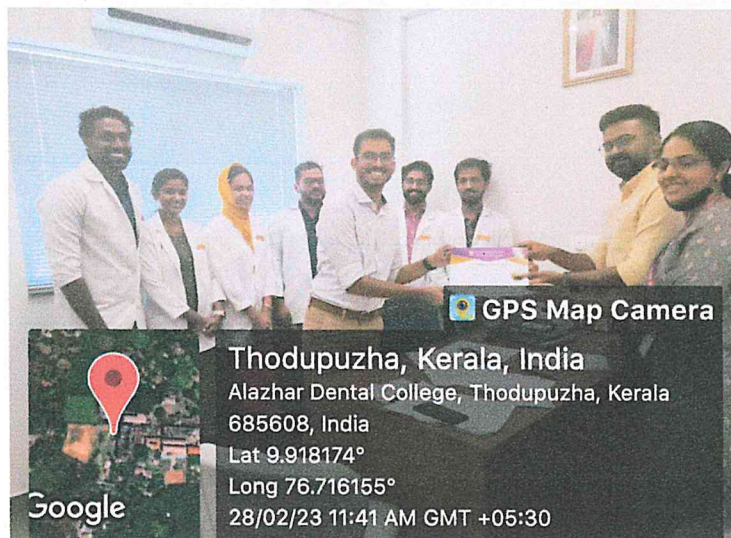 GPS Map Camera
Thodupuzha, Kerala, India
Alazhar Dental College, Thodupuzha, Kerala
685608, India
Lat 9.918174°
Long 76.716155°
28/02/23 11:41 AM GMT +05:30
Google